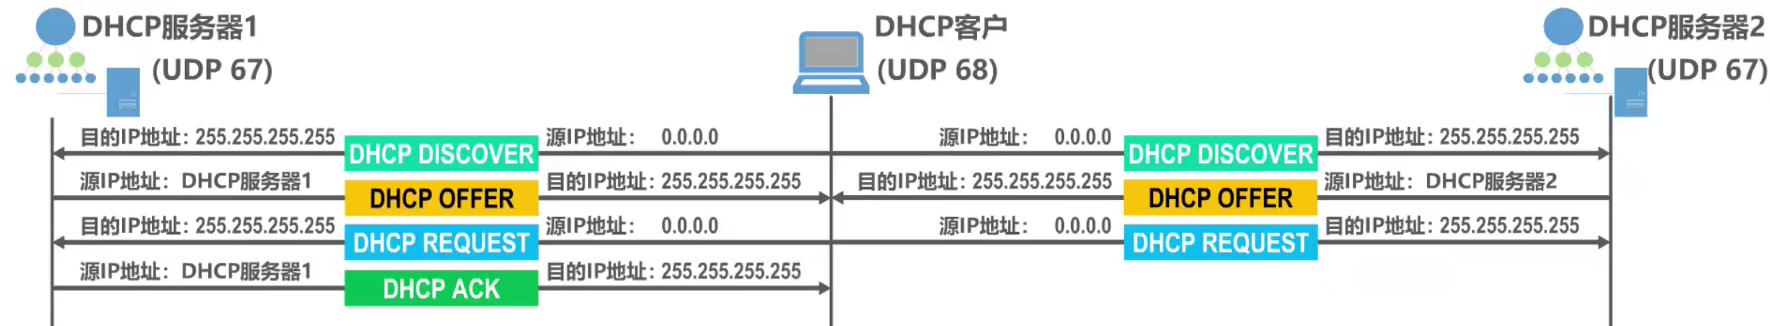 DHCP服务器1
(UDP 67)
DHCP客户
(UDP 68)
DHCP服务器2
(UDP 67)
目的IP地址: 255.255.255.255 DHCP DISCOVER 源IP地址: 0.0.0.0 源IP地址: 0.0.0.0 DHCP DISCOVER 目的IP地址: 255.255.255.255
源IP地址: DHCP服务器1 DHCP OFFER 目的IP地址: 255.255.255.255 目的IP地址: 255.255.255.255 DHCP OFFER 源IP地址: DHCP服务器2
目的IP地址: 255.255.255.255 DHCP REQUEST 源IP地址: 0.0.0.0 源IP地址: 0.0.0.0 DHCP REQUEST 目的IP地址: 255.255.255.255
源IP地址: DHCP服务器1 DHCP ACK 目的IP地址: 255.255.255.255